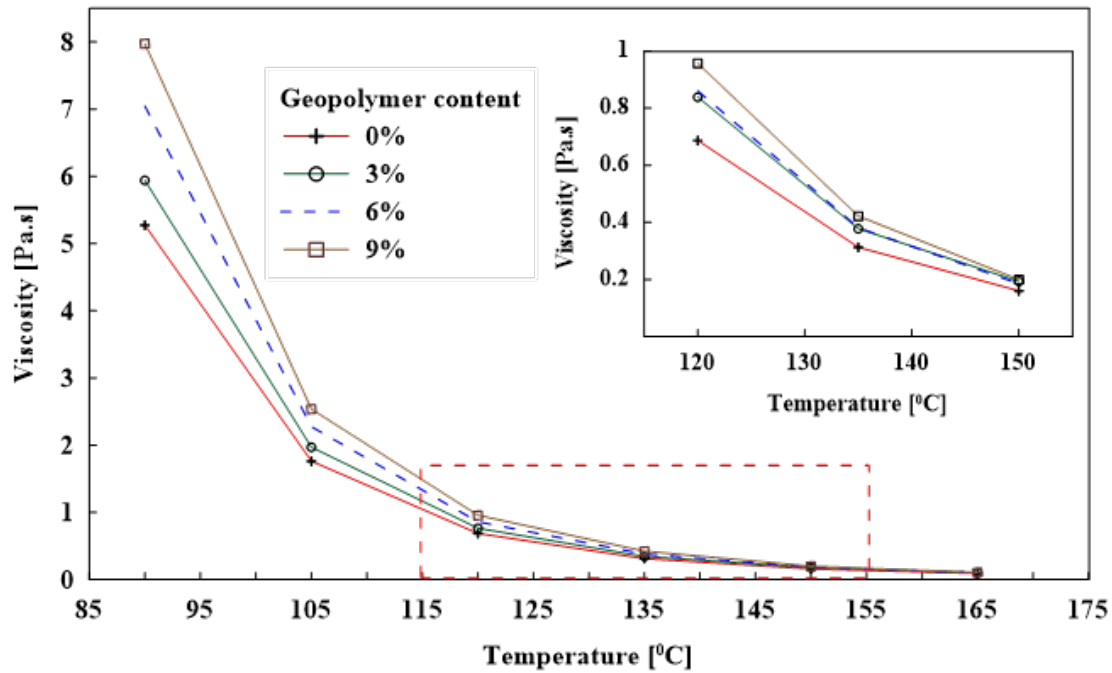 8
7
6
5
4
3
2
1
0
Viscosity [Pa.s]
Geopolymer content
0%
3%
6%
9%
85 95 105 115 125 135 145 155 165 175
Temperature [⁰C]
1
0.8
0.6
0.4
0.2
Viscosity [Pa.s]
120 130 140 150
Temperature [⁰C]